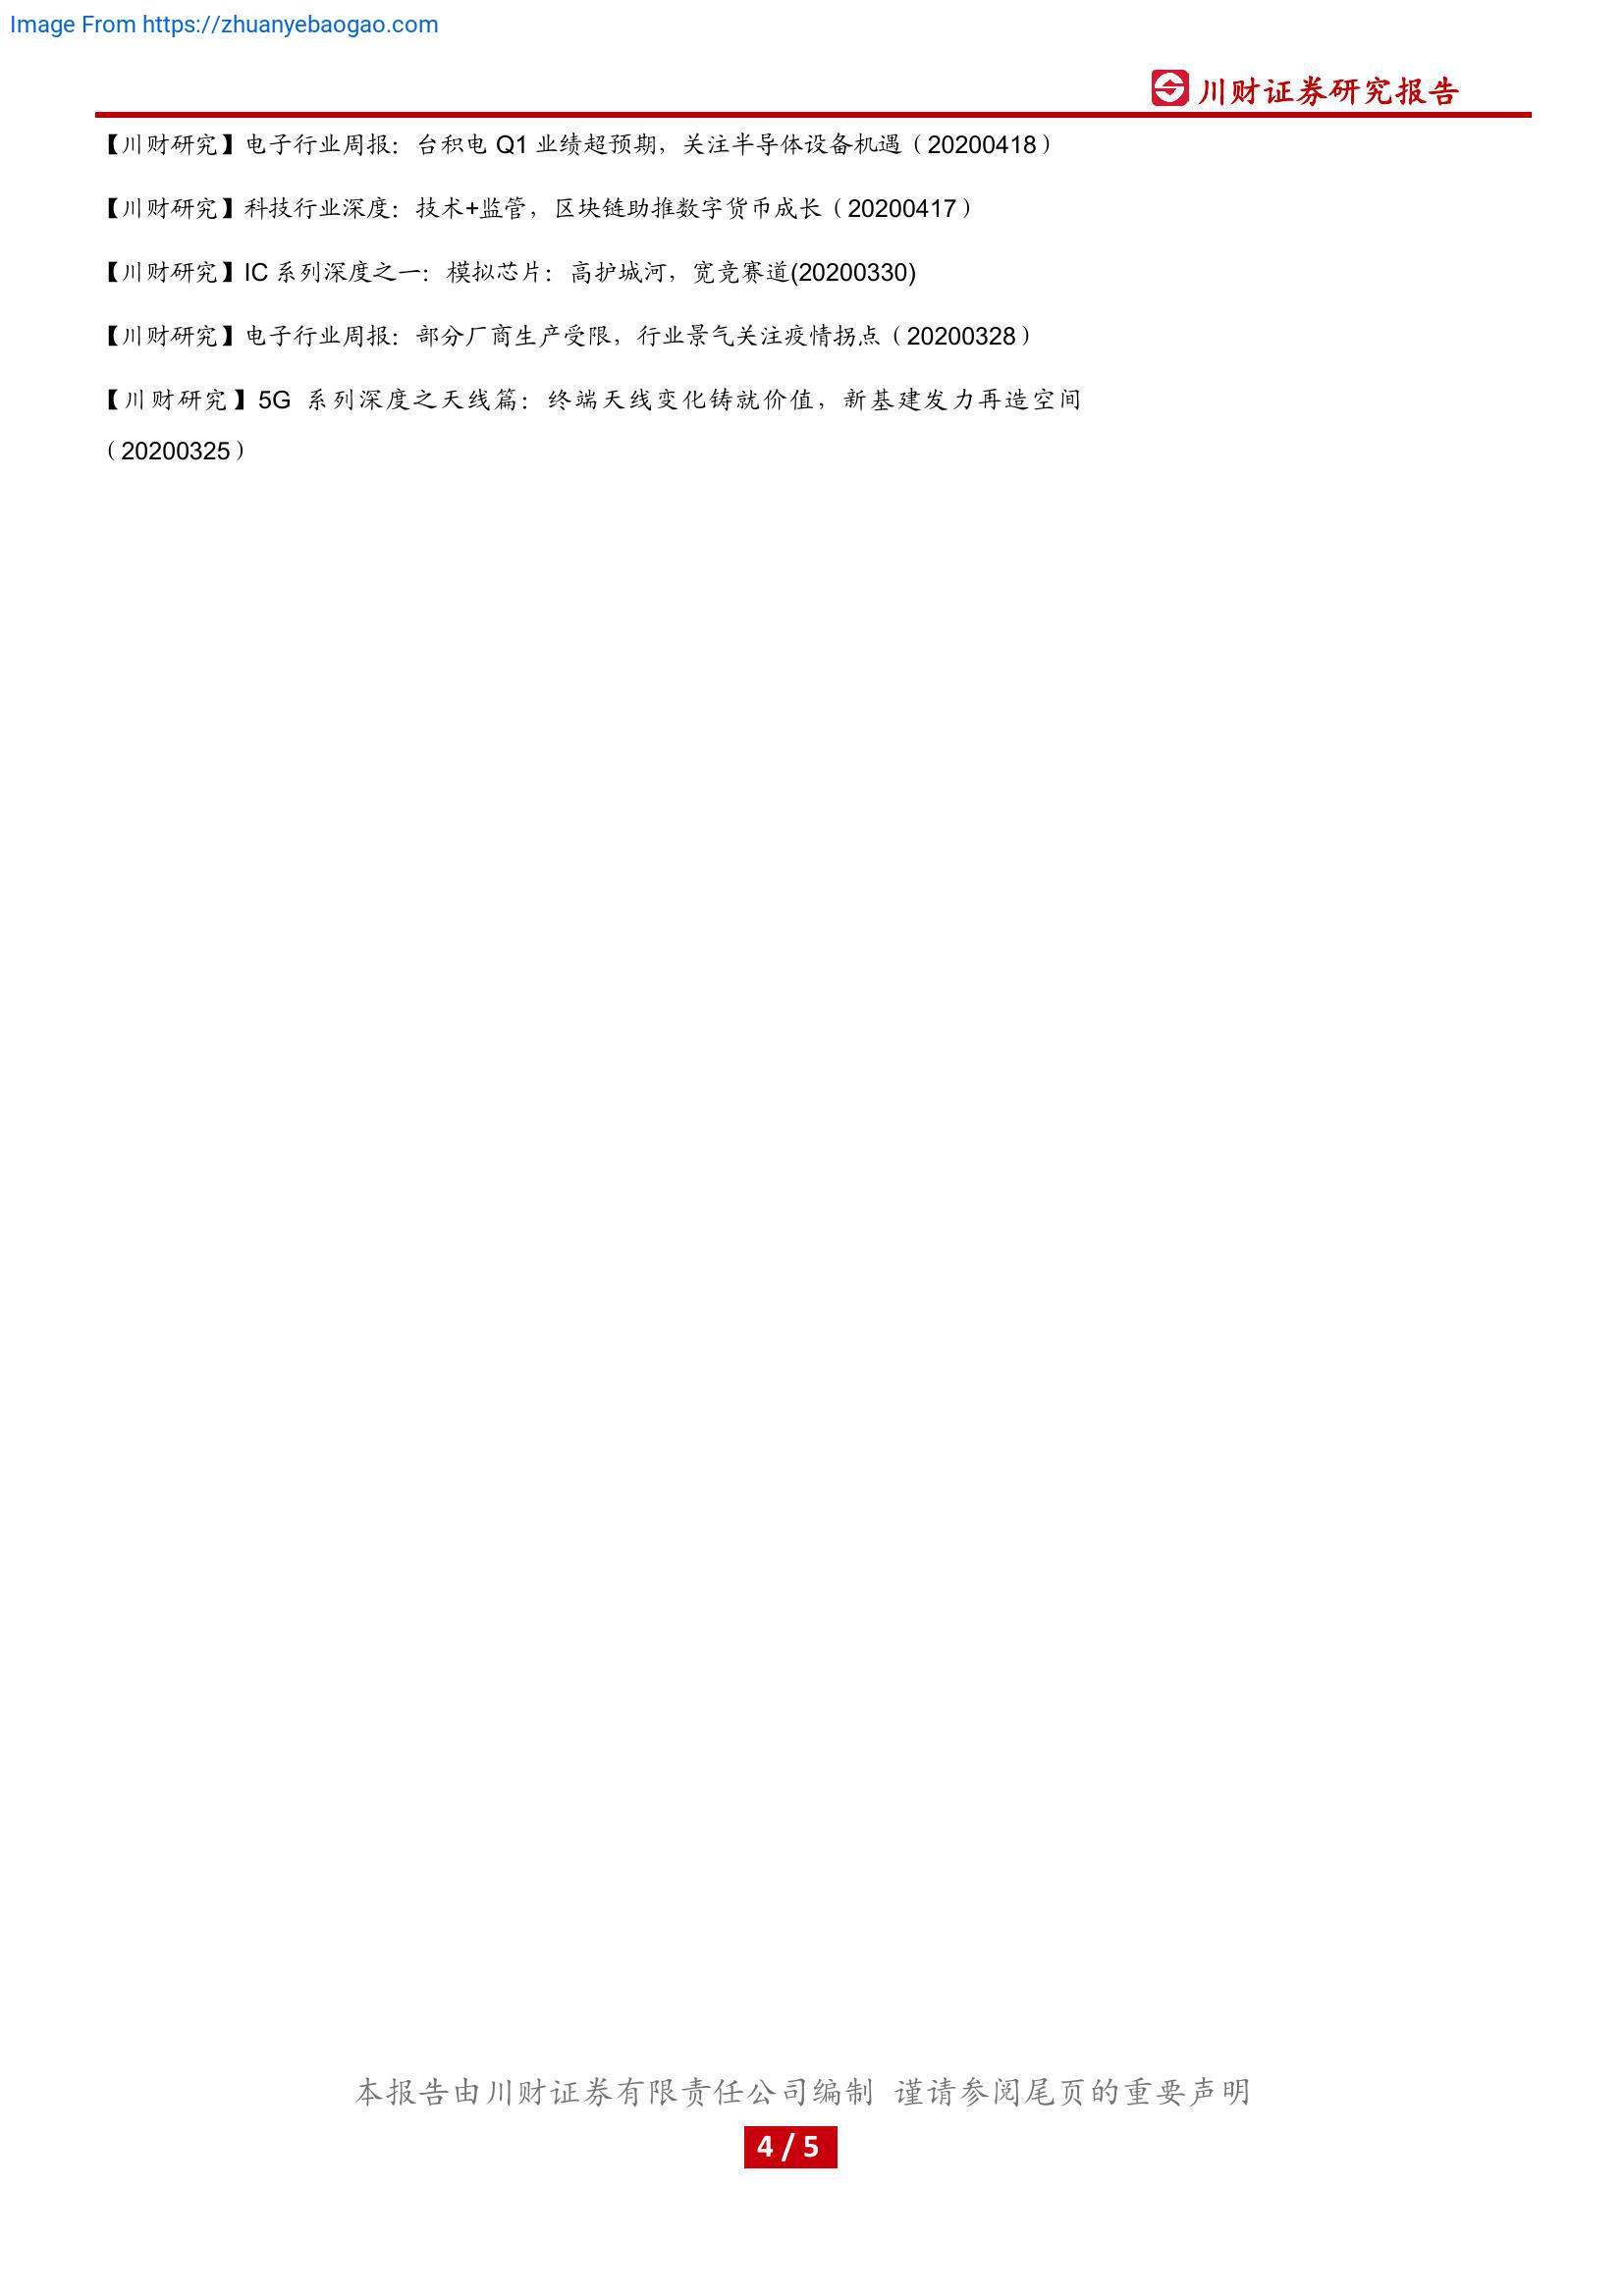 Image From https://zhuanyebaogao.com
川财证券研究报告
【川财研究】电子行业周报：台积电 Q1 业绩超预期，关注半导体设备机遇（20200418）
【川财研究】科技行业深度：技术+监管，区块链助推数字货币成长（20200417）
【川财研究】IC 系列深度之一：模拟芯片：高护城河，宽竞赛道(20200330)
【川财研究】电子行业周报：部分厂商生产受限，行业景气关注疫情拐点（20200328）
【川财研究】5G 系列深度之天线篇：终端天线变化铸就价值，新基建发力再造空间
（20200325）
本报告由川财证券有限责任公司编制 谨请参阅尾页的重要声明
4 / 5